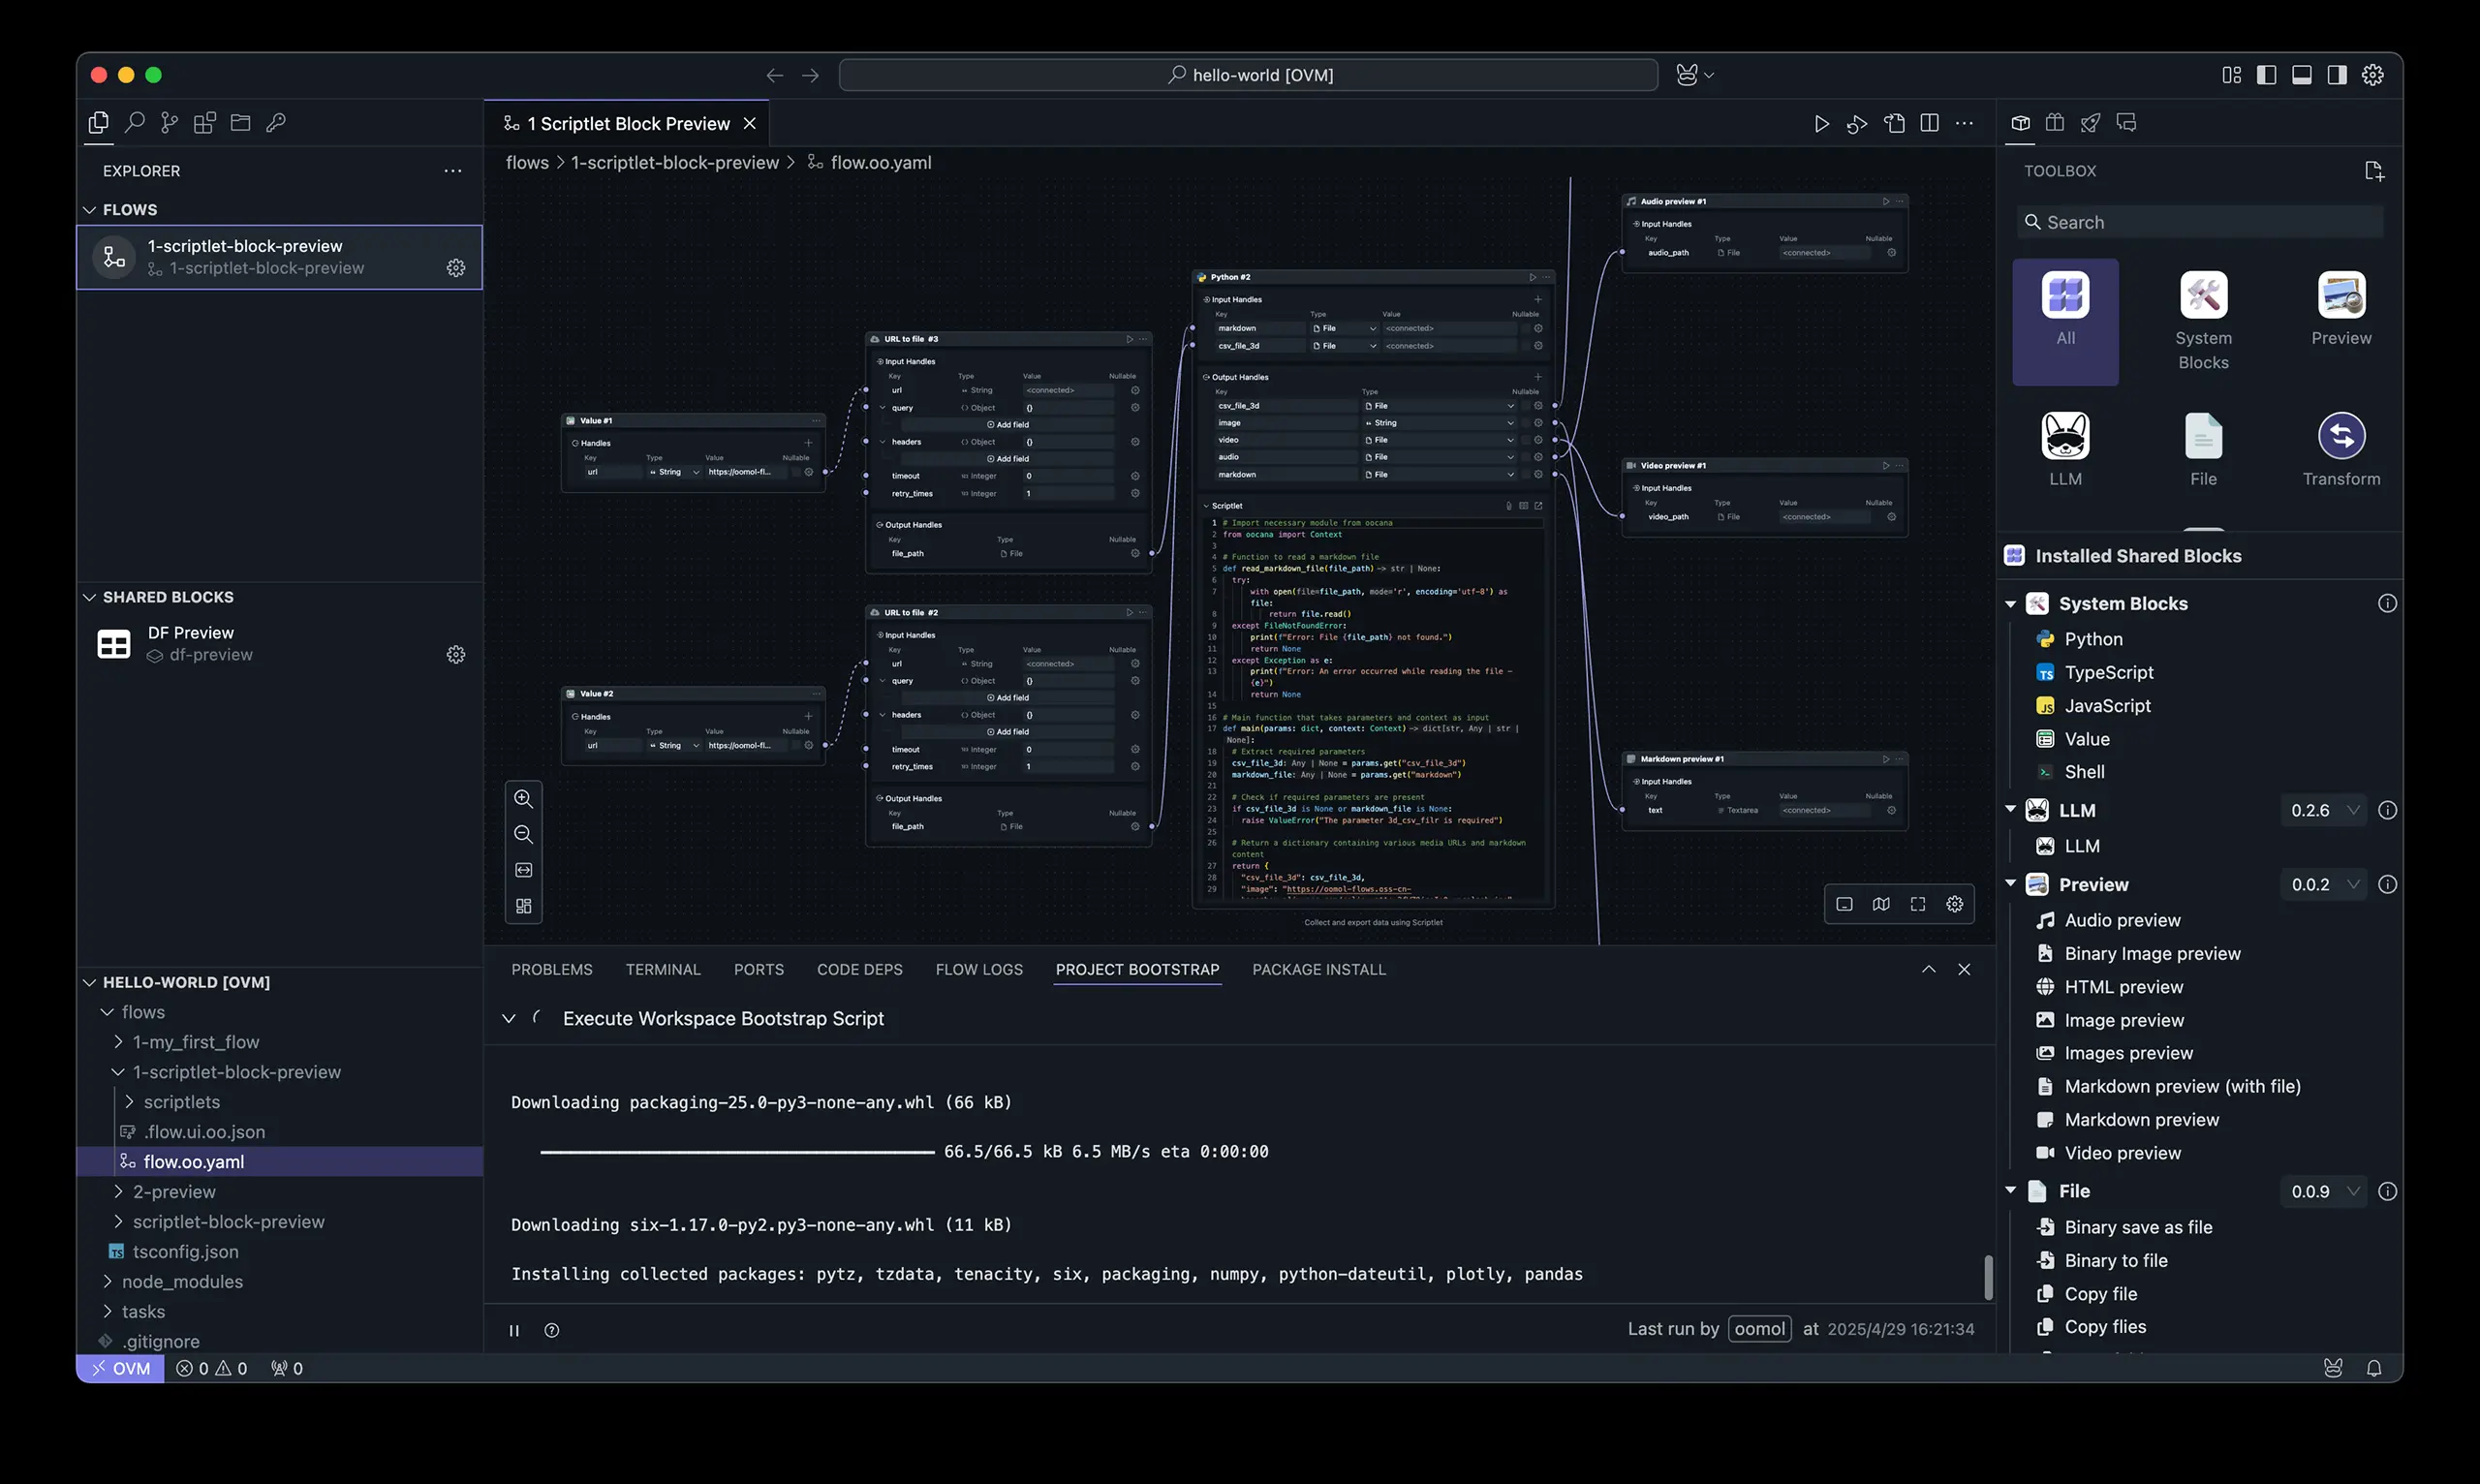 hello-world [OVM]
EXPLORER
FLOWS
1-scriptlet-block-preview
1-scriptlet-block-preview
SHARED BLOCKS
DF Preview
df-preview
HELLO-WORLD [OVM]
flows
1-my_first_flow
1-scriptlet-block-preview
scriptlets
.flow.ui.oo.json
flow.oo.yaml
2-preview
scriptlet-block-preview
TS tsconfig.json
node_modules
tasks
.gitignore
1 Scriptlet Block Preview
flows > 1-scriptlet-block-preview > flow.oo.yaml
Value #1
Handles
Key Type Value Nullable
url String https://oomol-fl...
Value #2
Handles
Key Type Value Nullable
url String https://oomol-fl...
URL to file #3
Input Handles
Key Type Value Nullable
url String <connected>
query Object {}
Add field
headers Object {}
Add field
timeout Integer 0
retry_times Integer 1
Output Handles
Key Type Nullable
file_path File
URL to file #2
Input Handles
Key Type Value Nullable
url String <connected>
query Object {}
Add field
headers Object {}
Add field
timeout Integer 0
retry_times Integer 1
Output Handles
Key Type Nullable
file_path File
Python #2
Input Handles
Key Type Value Nullable
markdown File <connected>
csv_file_3d File <connected>
Output Handles
Key Type Nullable
csv_file_3d File
image String
video File
audio File
markdown File
Scriptlet
1 # Import necessary module from oocana
2 from oocana import Context
3
4 # Function to read a markdown file
5 def read_markdown_file(file_path) -> str | None:
6 try:
7 with open(file=file_path, mode='r', encoding='utf-8') as
file:
8 return file.read()
9 except FileNotFoundError:
10 print(f"Error: File {file_path} not found.")
11 return None
12 except Exception as e:
13 print(f"Error: An error occurred while reading the file -
{e}")
14 return None
15
16 # Main function that takes parameters and context as input
17 def main(params: dict, context: Context) -> dict[str, Any | str |
None]:
18 # Extract required parameters
19 csv_file_3d: Any | None = params.get("csv_file_3d")
20 markdown_file: Any | None = params.get("markdown")
21
22 # Check if required parameters are present
23 if csv_file_3d is None or markdown_file is None:
24 raise ValueError("The parameter 3d_csv_filr is required")
25
26 # Return a dictionary containing various media URLs and markdown
content
27 return {
28 "csv_file_3d": csv_file_3d,
29 "image": "https://oomol-flows.oss-cn-
Collect and export data using Scriptlet
Audio preview #1
Input Handles
Key Type Value Nullable
audio_path File <connected>
Video preview #1
Input Handles
Key Type Value Nullable
video_path File <connected>
Markdown preview #1
Input Handles
Key Type Value Nullable
text Textarea <connected>
PROBLEMS TERMINAL PORTS CODE DEPS FLOW LOGS PROJECT BOOTSTRAP PACKAGE INSTALL
Execute Workspace Bootstrap Script
Downloading packaging-25.0-py3-none-any.whl (66 kB)
66.5/66.5 kB 6.5 MB/s eta 0:00:00
Downloading six-1.17.0-py2.py3-none-any.whl (11 kB)
Installing collected packages: pytz, tzdata, tenacity, six, packaging, numpy, python-dateutil, plotly, pandas
Last run by oomol at 2025/4/29 16:21:34
TOOLBOX
Search
All
System Blocks
Preview
LLM
File
Transform
Installed Shared Blocks
System Blocks
Python
TS TypeScript
JS JavaScript
Value
Shell
LLM 0.2.6
LLM
Preview 0.0.2
Audio preview
Binary Image preview
HTML preview
Image preview
Images preview
Markdown preview (with file)
Markdown preview
Video preview
File 0.0.9
Binary save as file
Binary to file
Copy file
Copy flies
OVM 0 0 0